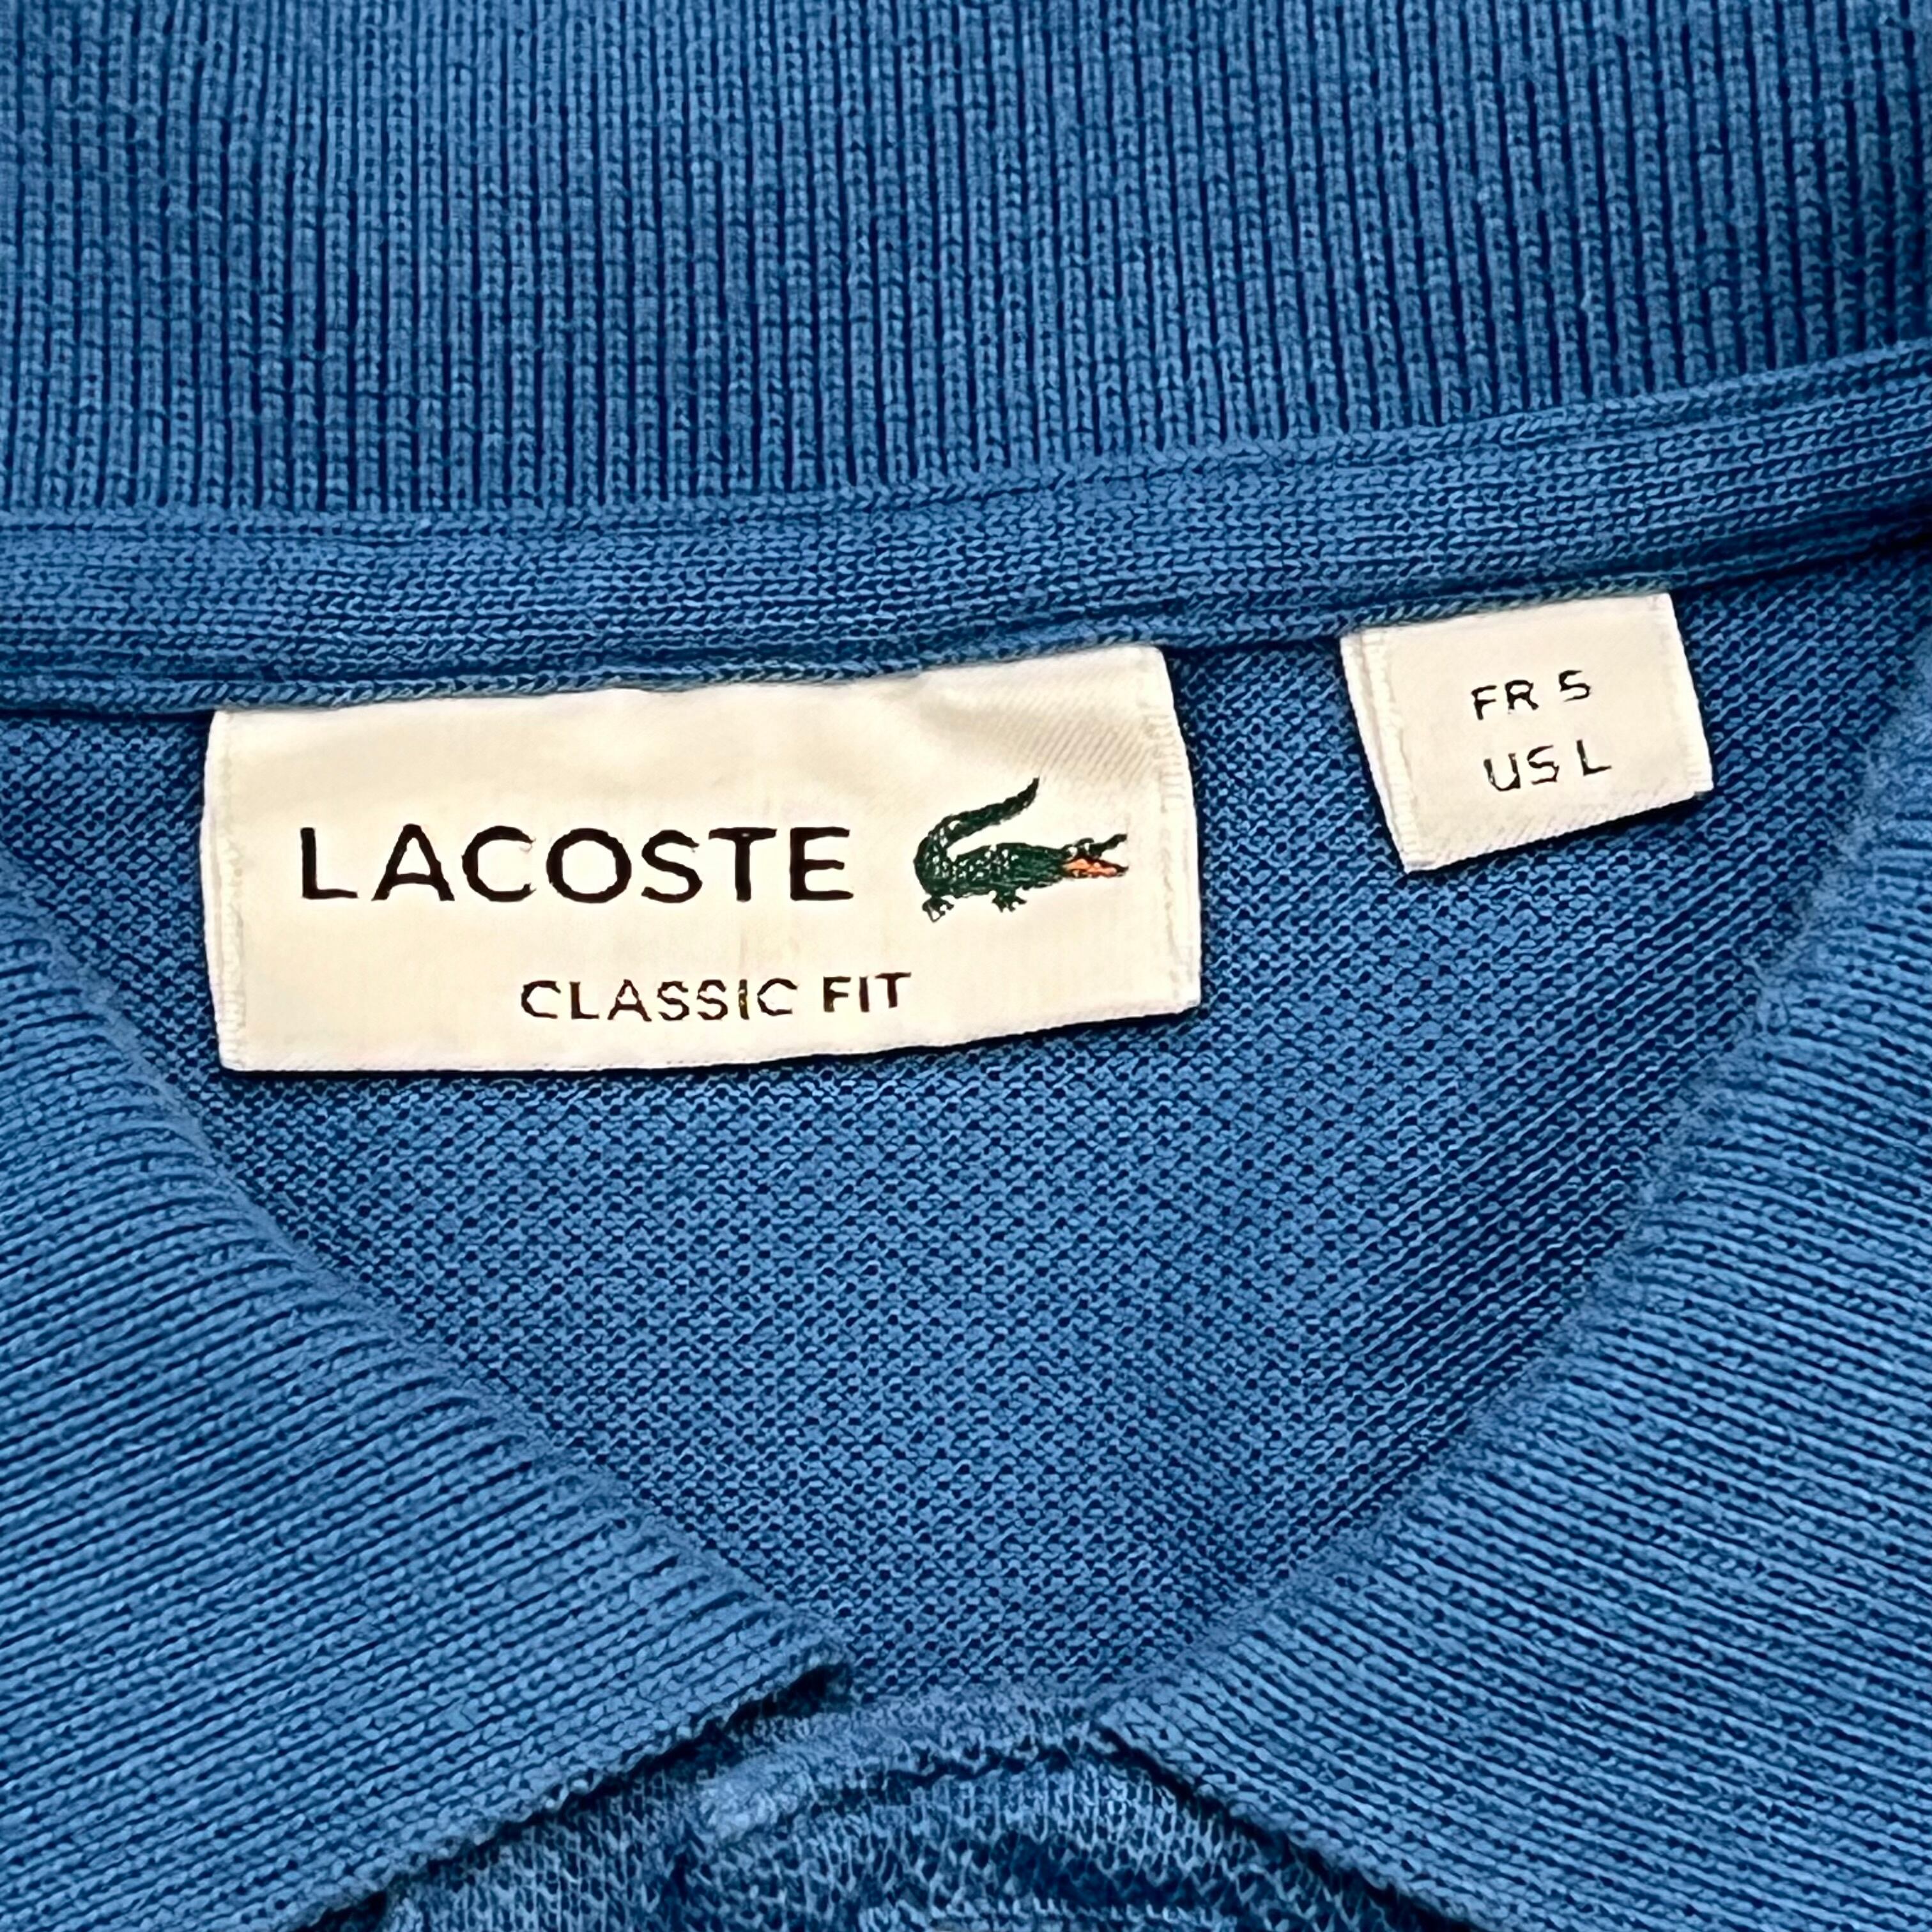 LACOSTE
CLASSIC FIT
FR 5
US L